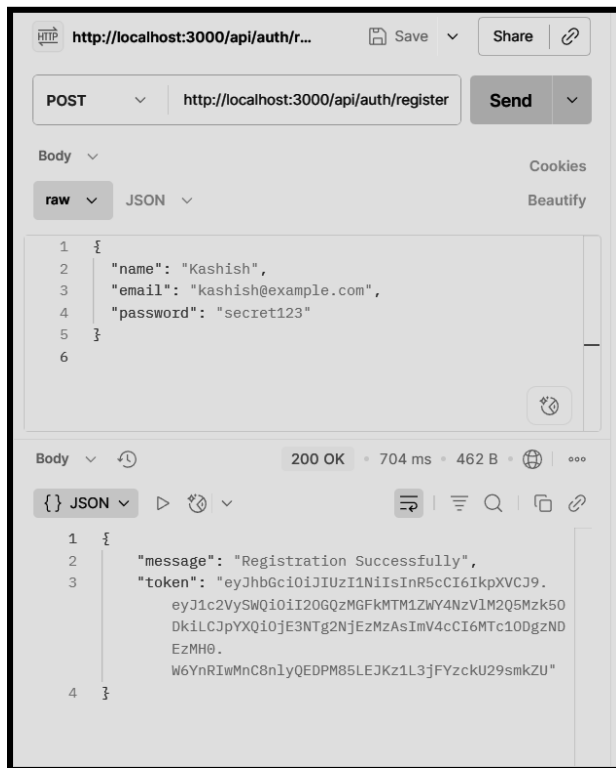 HTTP http://localhost:3000/api/auth/r... Save Share
POST http://localhost:3000/api/auth/register Send
Body Cookies
raw JSON Beautify
1 {
2 "name": "Kashish",
3 "email": "kashish@example.com",
4 "password": "secret123"
5 }
6
Body 200 OK • 704 ms • 462 B
{} JSON
1 {
2 "message": "Registration Successfully",
3 "token": "eyJhbGciOiJIUzI1NiIsInR5cCI6IkpXVCJ9.
eyJ1c2VySWQiOiI2OGQzMGFkMTM1ZWY4NzVlM2Q5Mzk5O
DkiLCJpYXQiOjE3NTg2NjEzMzAsImV4cCI6MTc1ODgzND
EzMH0.
W6YnRIwMnC8nlyQEDPM85LEJKz1L3jFYzckU29smkZU"
4 }